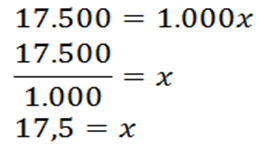 17.500 = 1.000x
17.500
1.000 = x
17,5 = x